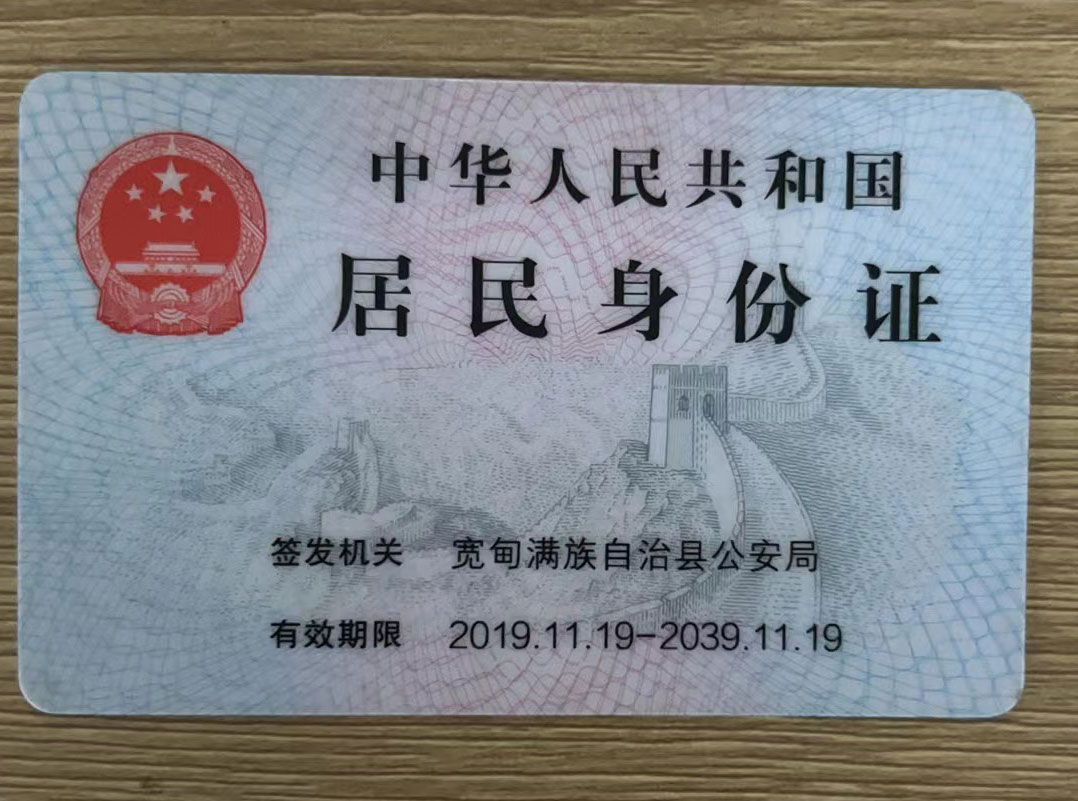 中华人民共和国
居民身份证
签发机关 宽甸满族自治县公安局
有效期限 2019.11.19-2039.11.19